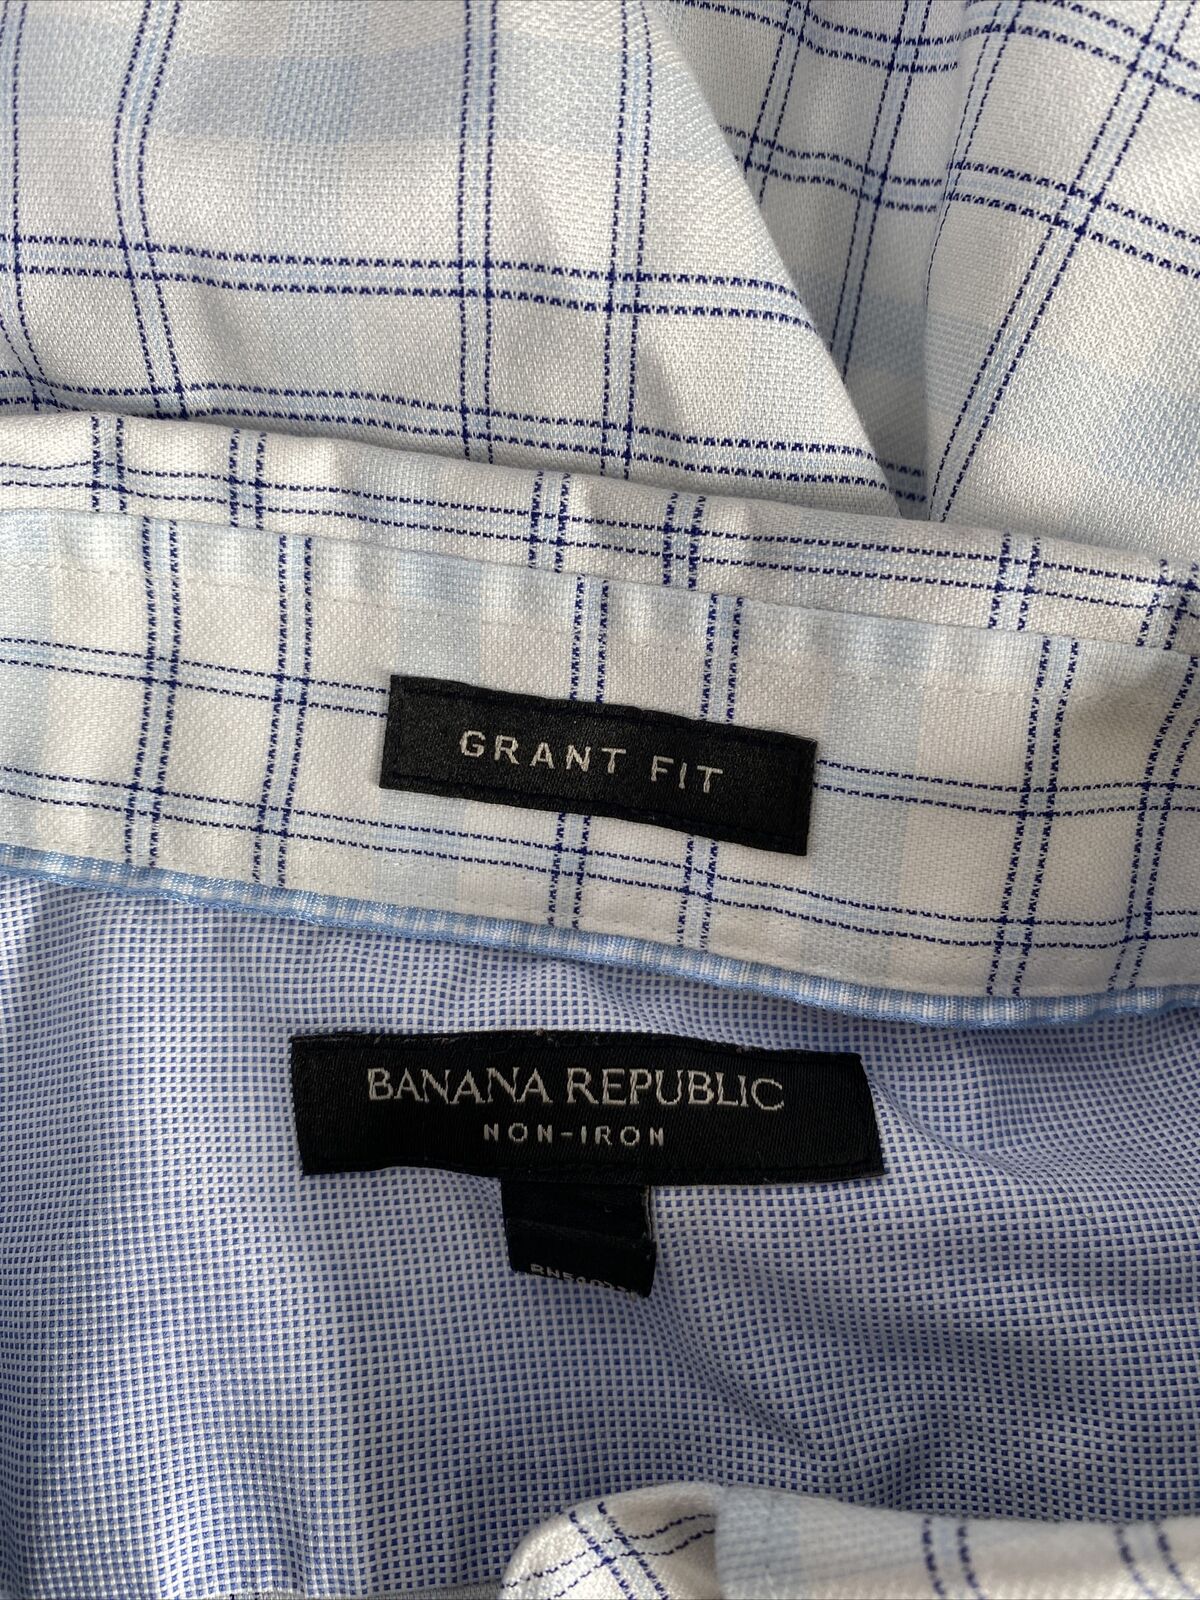 GRANT FIT
BANANA REPUBLIC
NON-IRON